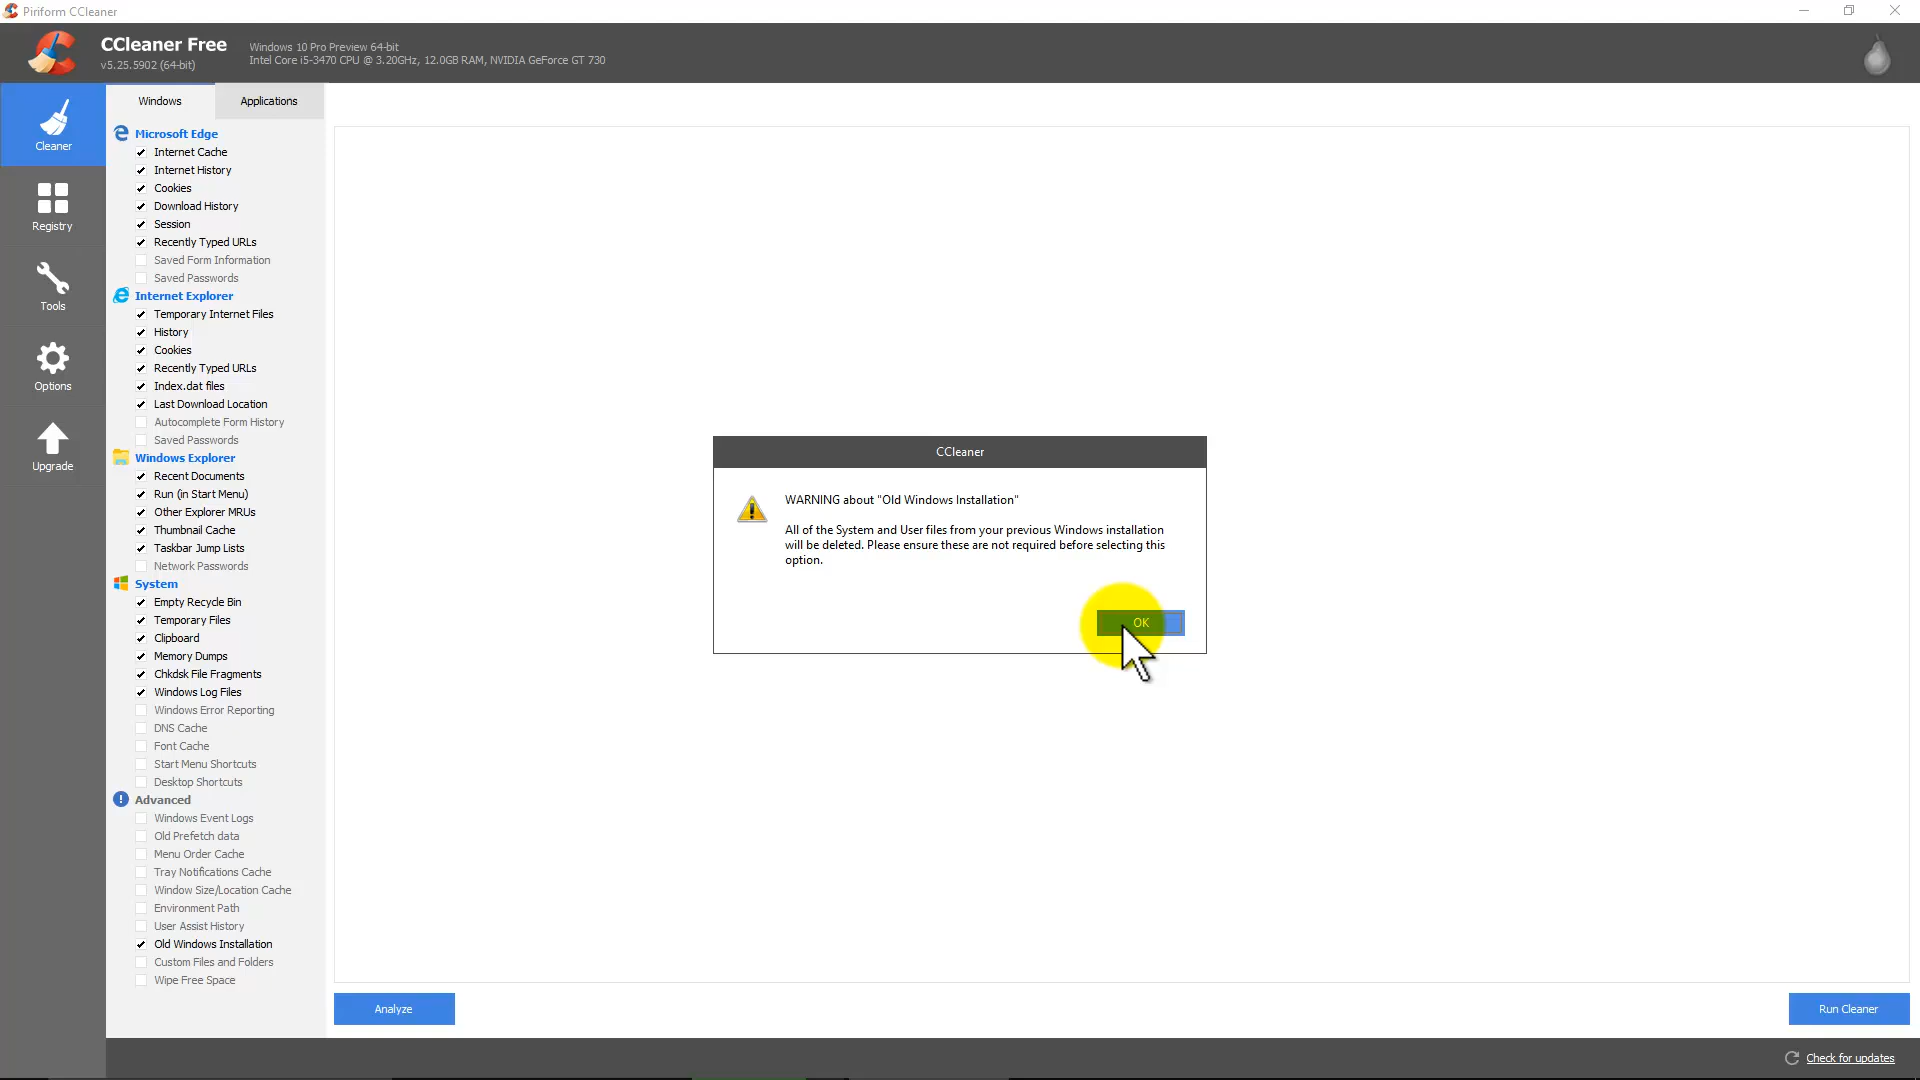 Piriform CCleaner
CCleaner Free
v5.25.5902 (64-bit)
Windows 10 Pro Preview 64-bit
Intel Core i5-3470 CPU @ 3.20GHz, 12.0GB RAM, NVIDIA GeForce GT 730
Cleaner
Registry
Tools
Options
Upgrade
Windows
Applications
Microsoft Edge
Internet Cache
Internet History
Cookies
Download History
Session
Recently Typed URLs
Saved Form Information
Saved Passwords
Internet Explorer
Temporary Internet Files
History
Cookies
Recently Typed URLs
Index.dat files
Last Download Location
Autocomplete Form History
Saved Passwords
Windows Explorer
Recent Documents
Run (in Start Menu)
Other Explorer MRUs
Thumbnail Cache
Taskbar Jump Lists
Network Passwords
System
Empty Recycle Bin
Temporary Files
Clipboard
Memory Dumps
Chkdsk File Fragments
Windows Log Files
Windows Error Reporting
DNS Cache
Font Cache
Start Menu Shortcuts
Desktop Shortcuts
Advanced
Windows Event Logs
Old Prefetch data
Menu Order Cache
Tray Notifications Cache
Window Size/Location Cache
Environment Path
User Assist History
Old Windows Installation
Custom Files and Folders
Wipe Free Space
CCleaner
WARNING about "Old Windows Installation"
All of the System and User files from your previous Windows installation
will be deleted. Please ensure these are not required before selecting this
option.
OK
Analyze
Run Cleaner
Check for updates